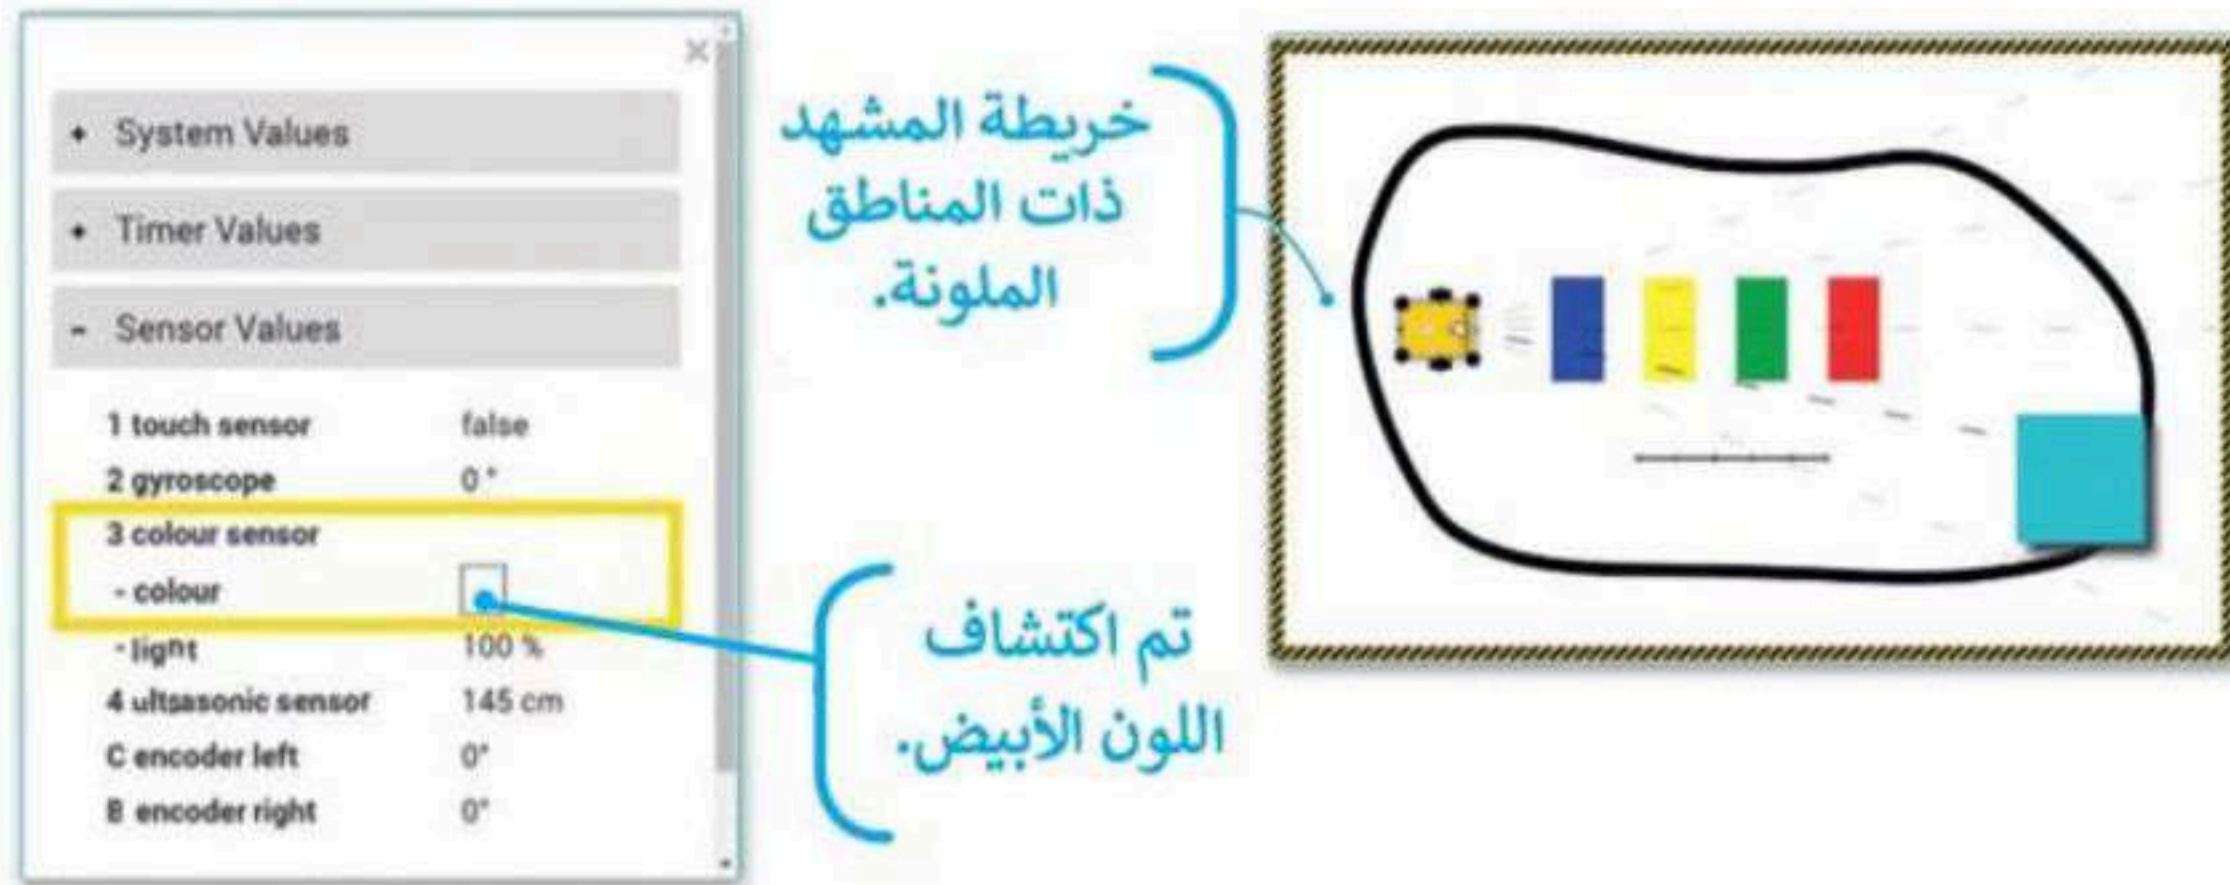 + System Values
+ Timer Values
- Sensor Values
1 touch sensor false
2 gyroscope 0°
3 colour sensor
- colour
- light 100 %
4 ultsasonic sensor 145 cm
C encoder left 0°
B encoder right 0°
خريطة المشهد
ذات المناطق
الملونة.
تم اكتشاف
اللون الأبيض.